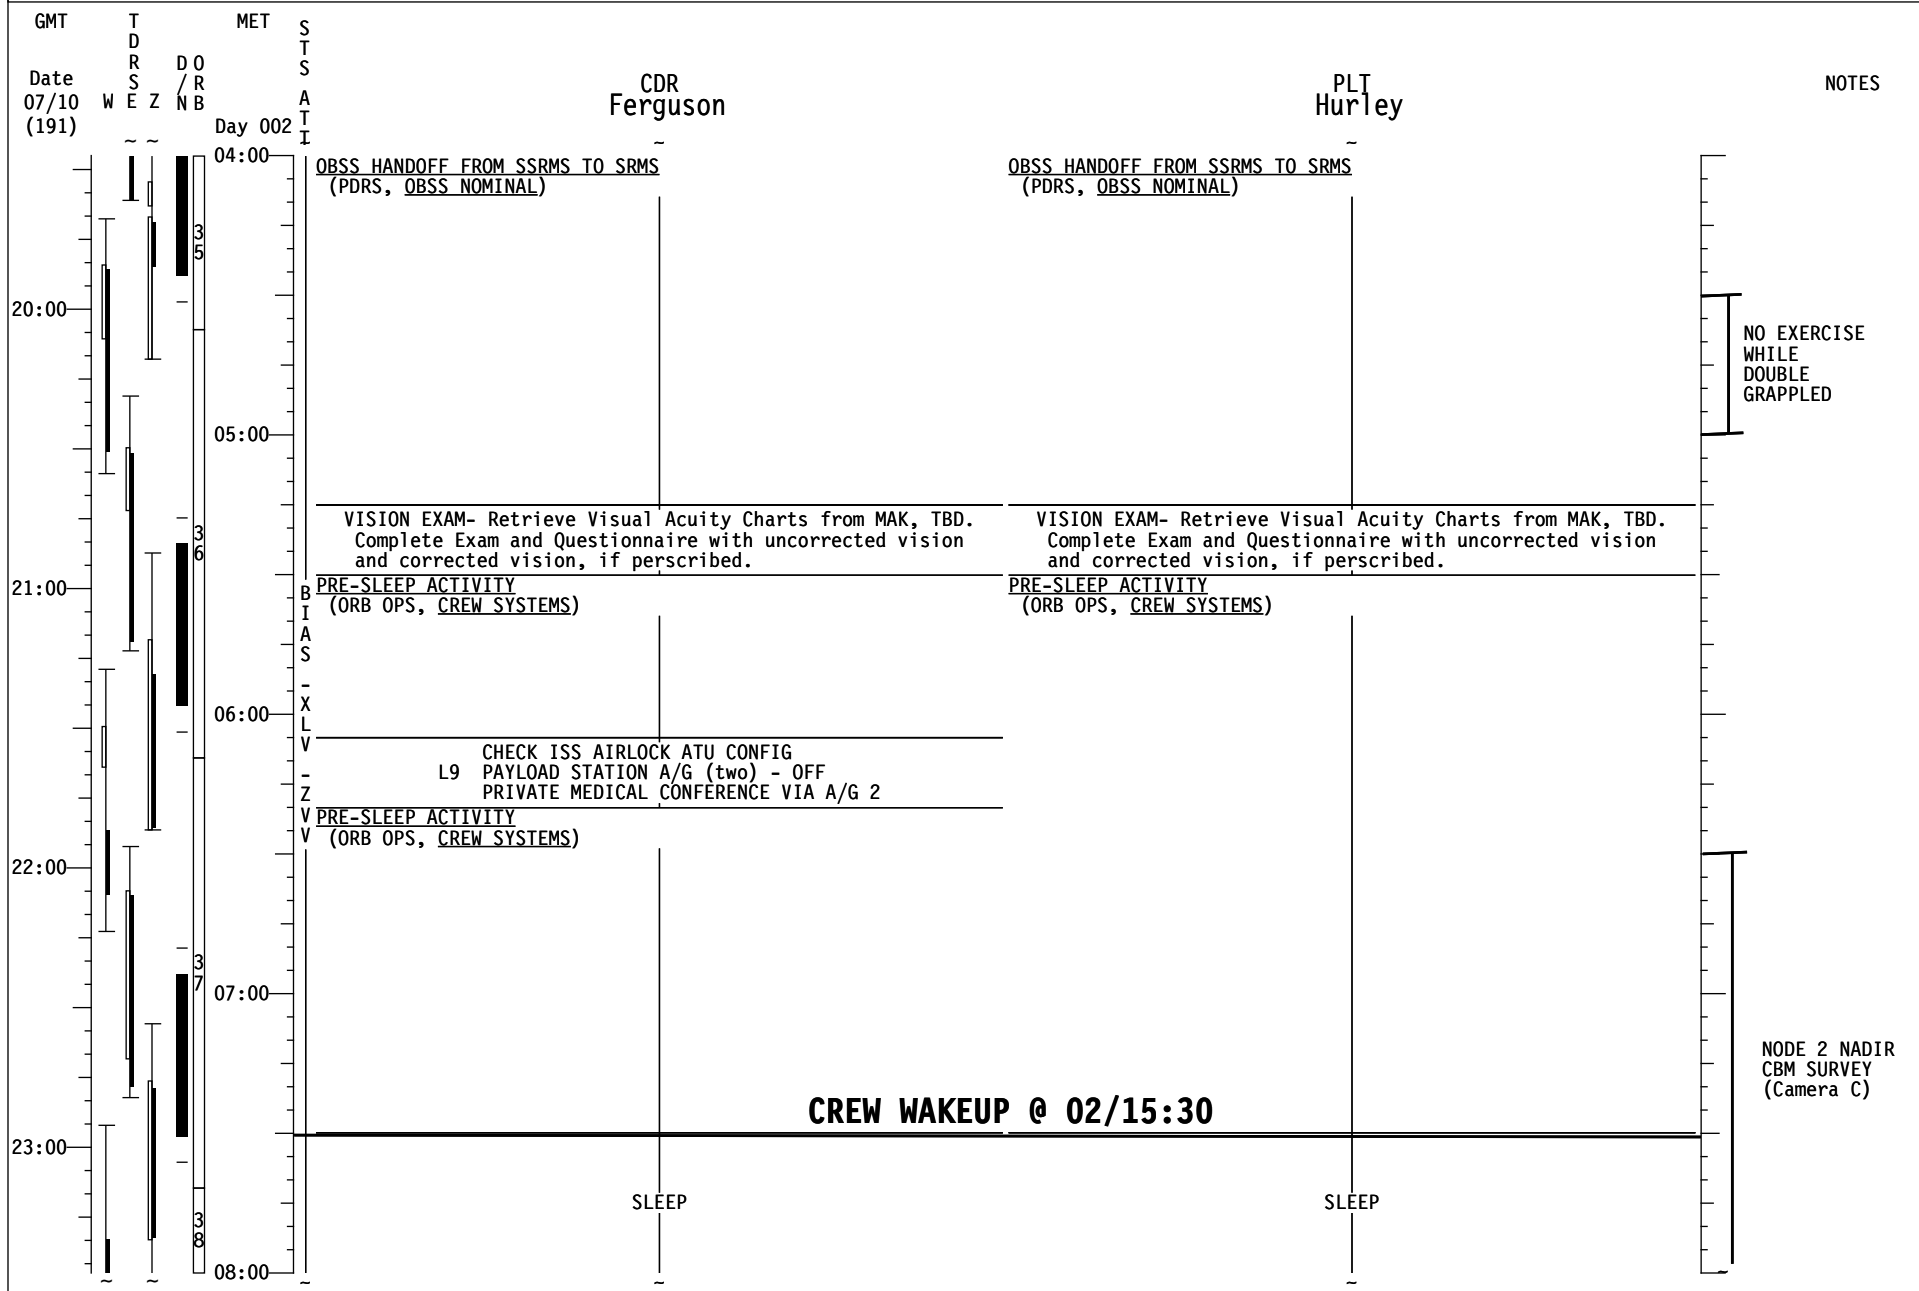 GMT
TDRSE
MET
STS ATT
Date
07/10
(191)
W E Z
D/N
ORB
Day 002
CDR
Ferguson
PLT
Hurley
NOTES
~ ~ ~ ~
04:00
OBSS HANDOFF FROM SSRMS TO SRMS
(PDRS, OBSS NOMINAL)
OBSS HANDOFF FROM SSRMS TO SRMS
(PDRS, OBSS NOMINAL)
35
20:00
NO EXERCISE
WHILE
DOUBLE
GRAPPLED
05:00
VISION EXAM- Retrieve Visual Acuity Charts from MAK, TBD.
Complete Exam and Questionnaire with uncorrected vision
and corrected vision, if perscribed.
VISION EXAM- Retrieve Visual Acuity Charts from MAK, TBD.
Complete Exam and Questionnaire with uncorrected vision
and corrected vision, if perscribed.
36
21:00
BIAS -XLV -ZVV
PRE-SLEEP ACTIVITY
(ORB OPS, CREW SYSTEMS)
PRE-SLEEP ACTIVITY
(ORB OPS, CREW SYSTEMS)
06:00
CHECK ISS AIRLOCK ATU CONFIG
L9 PAYLOAD STATION A/G (two) - OFF
PRIVATE MEDICAL CONFERENCE VIA A/G 2
PRE-SLEEP ACTIVITY
(ORB OPS, CREW SYSTEMS)
22:00
37
07:00
NODE 2 NADIR
CBM SURVEY
(Camera C)
CREW WAKEUP @ 02/15:30
23:00
SLEEP
SLEEP
38
08:00
~ ~ ~ ~ ~ ~